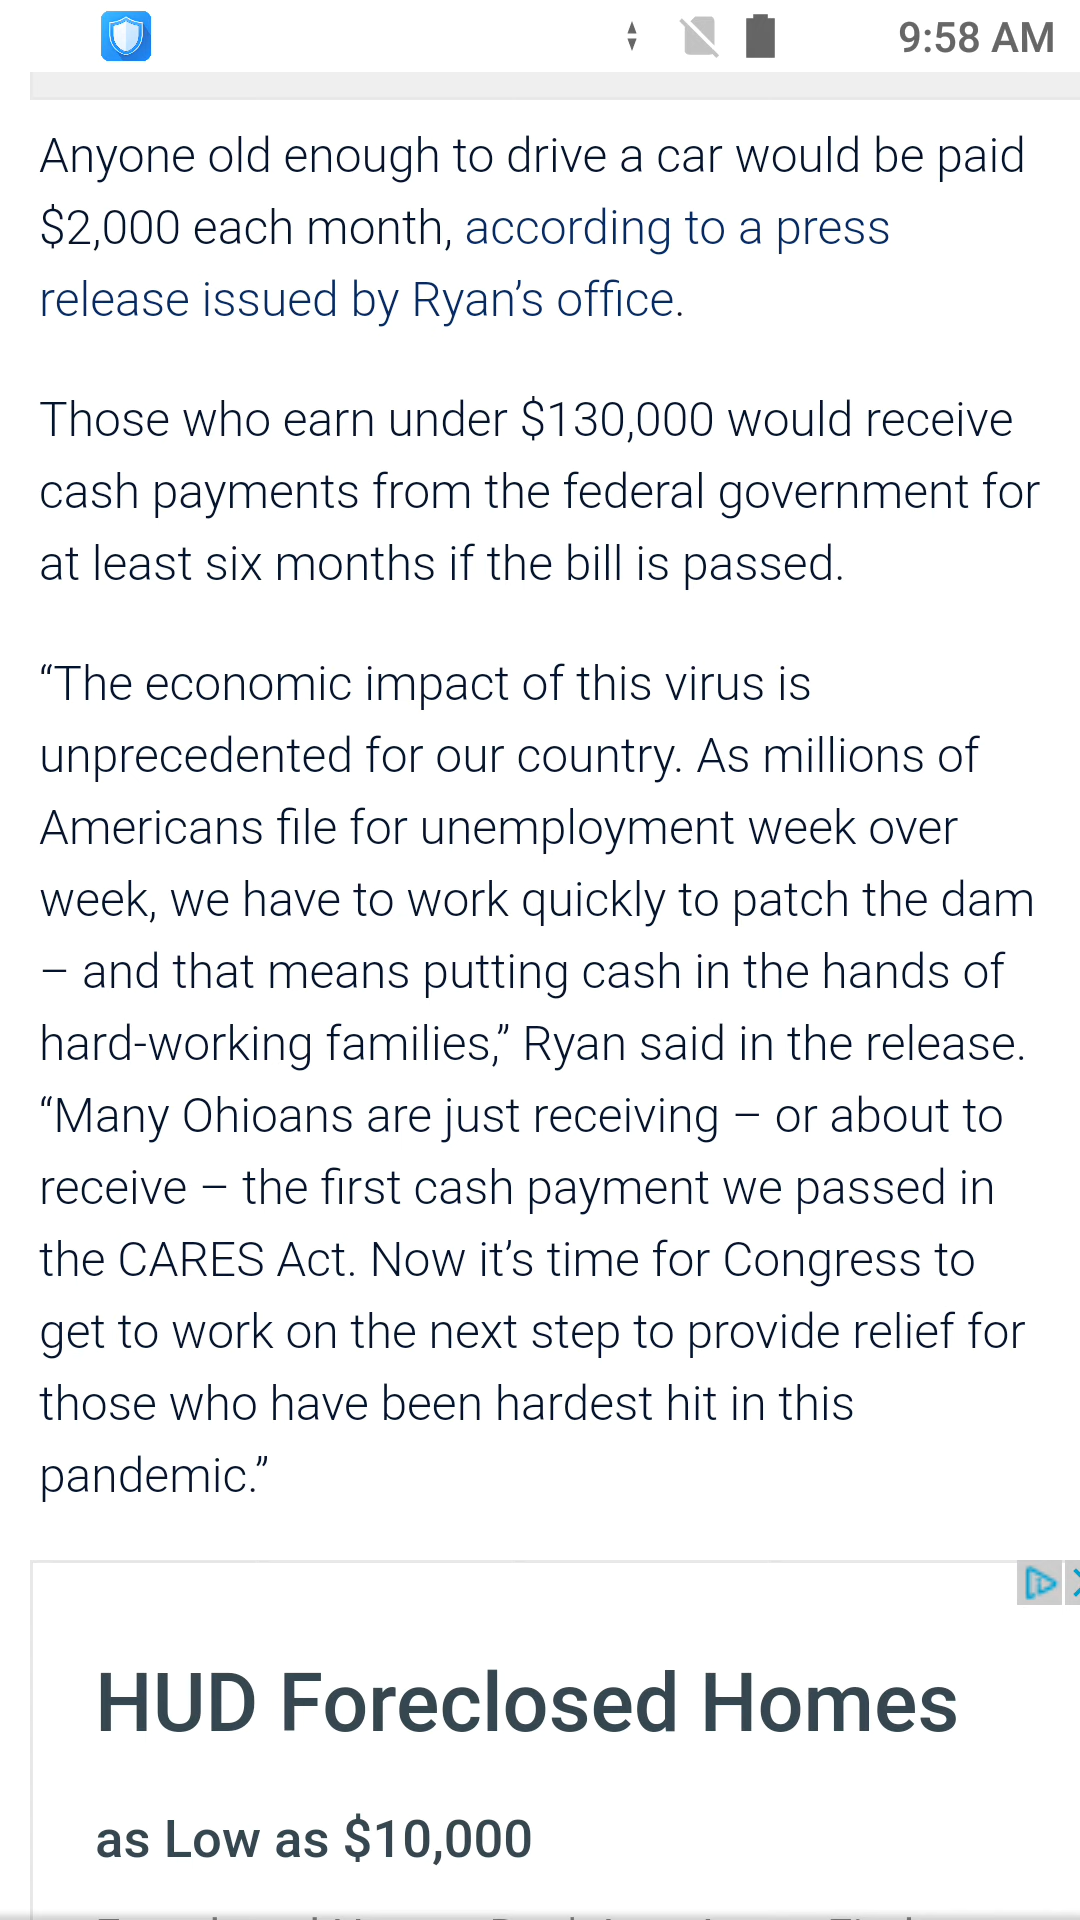 9:58 AM
Anyone old enough to drive a car would be paid
$2,000 each month, according to a press
release issued by Ryan’s office.
Those who earn under $130,000 would receive
cash payments from the federal government for
at least six months if the bill is passed.
“The economic impact of this virus is
unprecedented for our country. As millions of
Americans file for unemployment week over
week, we have to work quickly to patch the dam
– and that means putting cash in the hands of
hard-working families,” Ryan said in the release.
“Many Ohioans are just receiving – or about to
receive – the first cash payment we passed in
the CARES Act. Now it’s time for Congress to
get to work on the next step to provide relief for
those who have been hardest hit in this
pandemic.”
HUD Foreclosed Homes
as Low as $10,000